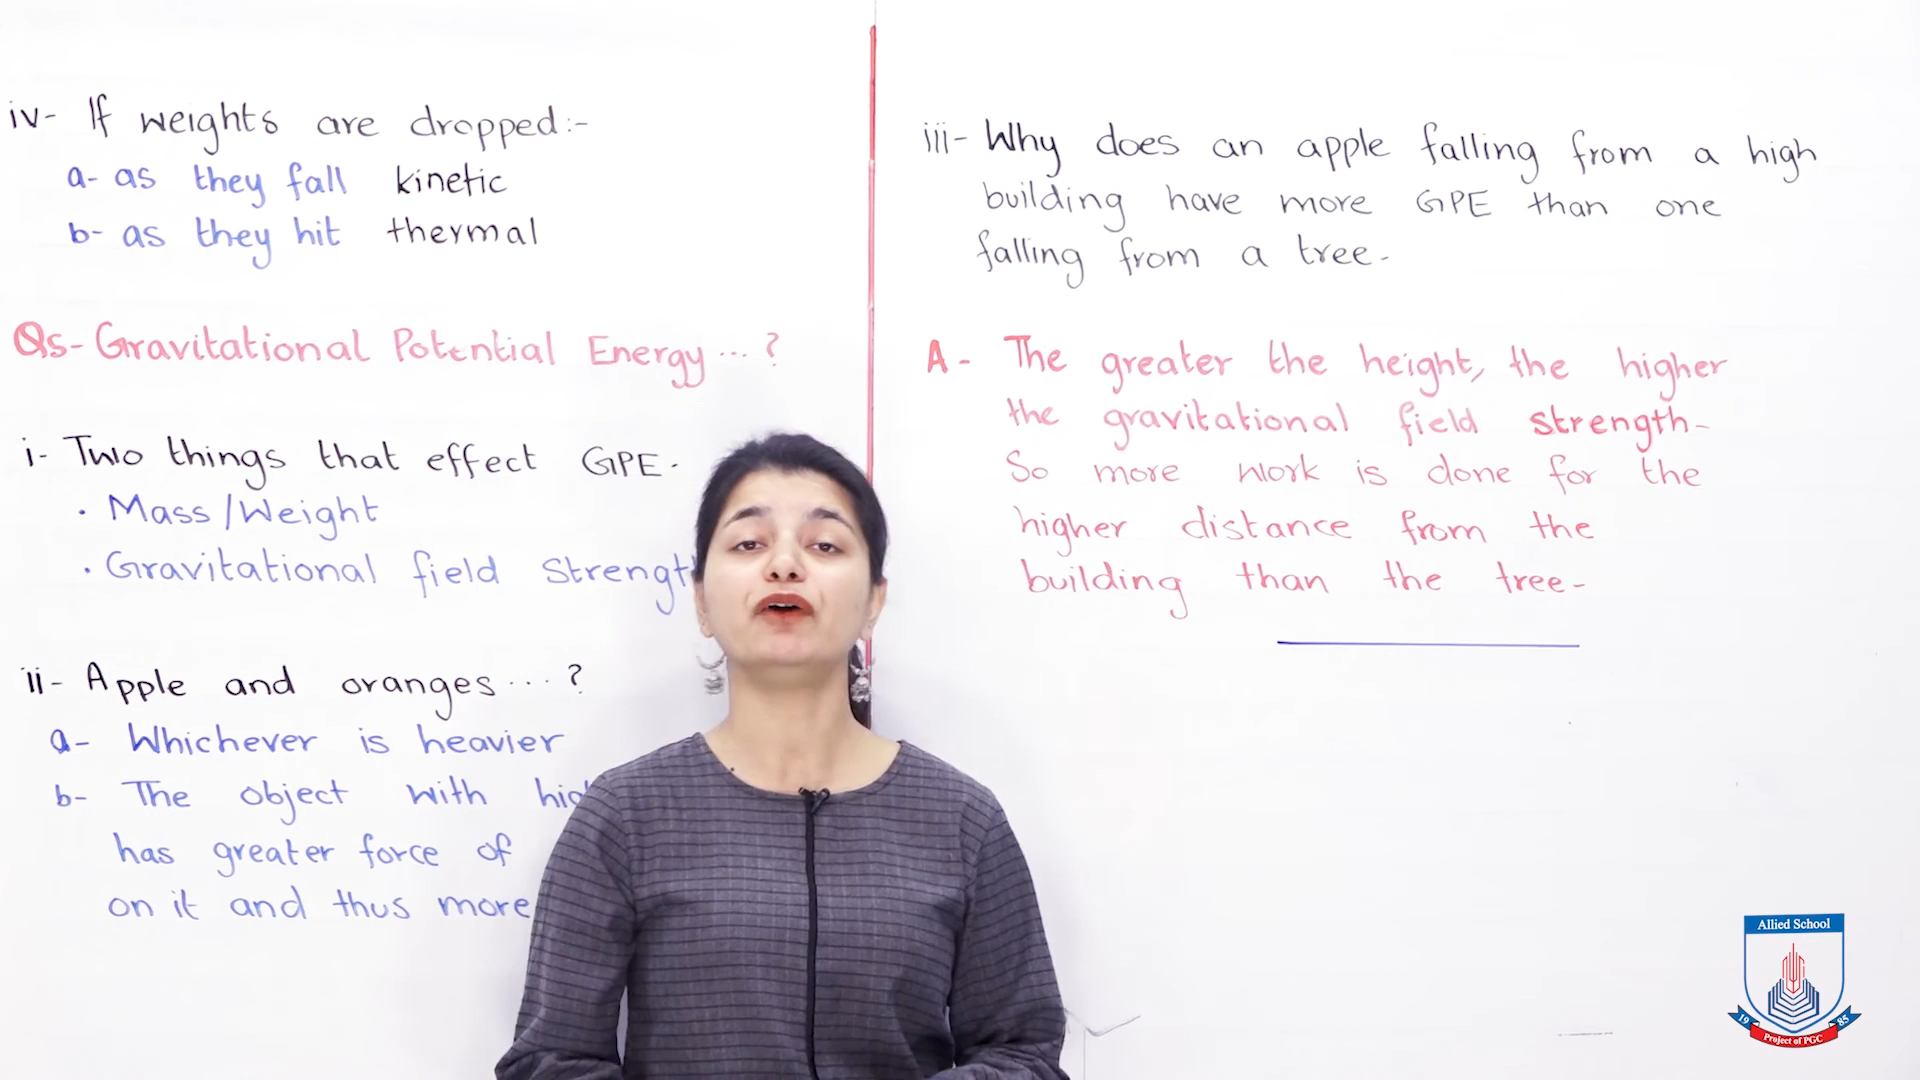 iv- If weights are dropped:-
a- as they fall kinetic
b- as they hit thermal
Qs- Gravitational Potential Energy ... ?
i- Two things that effect GPE.
· Mass/Weight
· Gravitational field Strengt
ii- Apple and oranges ... ?
a- Whichever is heavier
b- The object with
has greater force of
on it and thus more
iii- Why does an apple falling from a high
building have more GPE than one
falling from a tree.
A- The greater the height, the higher
the gravitational field strength-
So more work is done for the
higher distance from the
building than the tree-
Allied School
19 85
Project of PGC